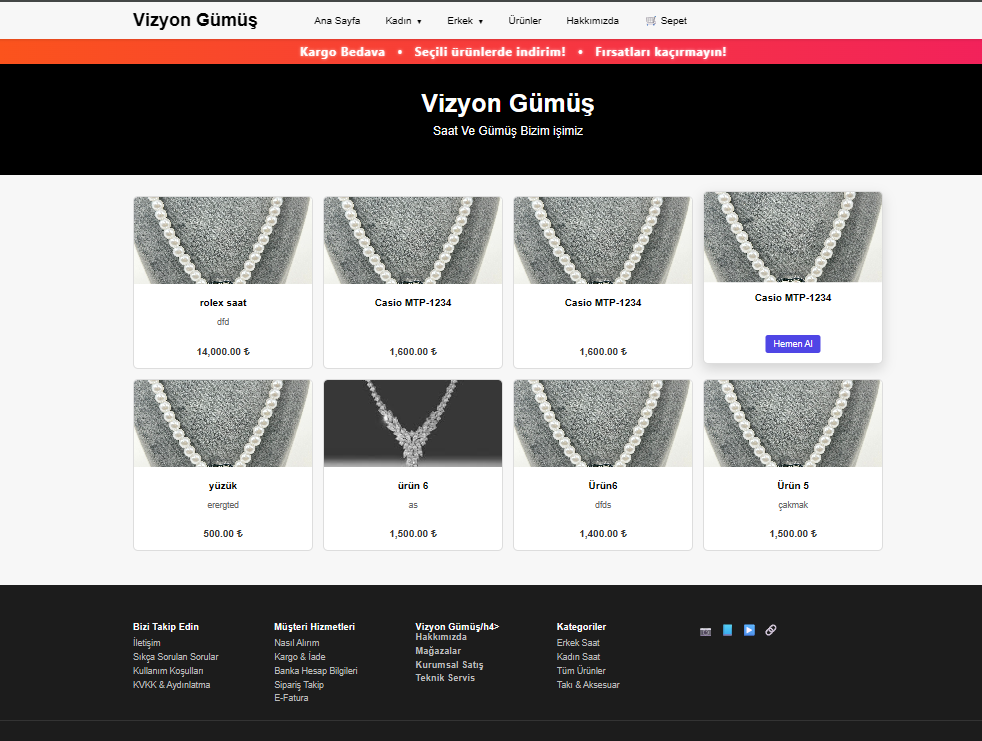 Vizyon Gümüş
Ana Sayfa Kadın ▾ Erkek ▾ Ürünler Hakkımızda 🛒 Sepet
Kargo Bedava • Seçili ürünlerde indirim! • Fırsatları kaçırmayın!
Vizyon Gümüş
Saat Ve Gümüş Bizim işimiz
rolex saat
dfd
14,000.00 ₺
Casio MTP-1234
1,600.00 ₺
Casio MTP-1234
1,600.00 ₺
Casio MTP-1234
Hemen Al
yüzük
erergted
500.00 ₺
ürün 6
as
1,500.00 ₺
Ürün6
dfds
1,400.00 ₺
Ürün 5
çakmak
1,500.00 ₺
Bizi Takip Edin
İletişim
Sıkça Sorulan Sorular
Kullanım Koşulları
KVKK & Aydınlatma
Müşteri Hizmetleri
Nasıl Alırım
Kargo & İade
Banka Hesap Bilgileri
Sipariş Takip
E-Fatura
Vizyon Gümüş/h4>
Hakkımızda
Mağazalar
Kurumsal Satış
Teknik Servis
Kategoriler
Erkek Saat
Kadın Saat
Tüm Ürünler
Takı & Aksesuar